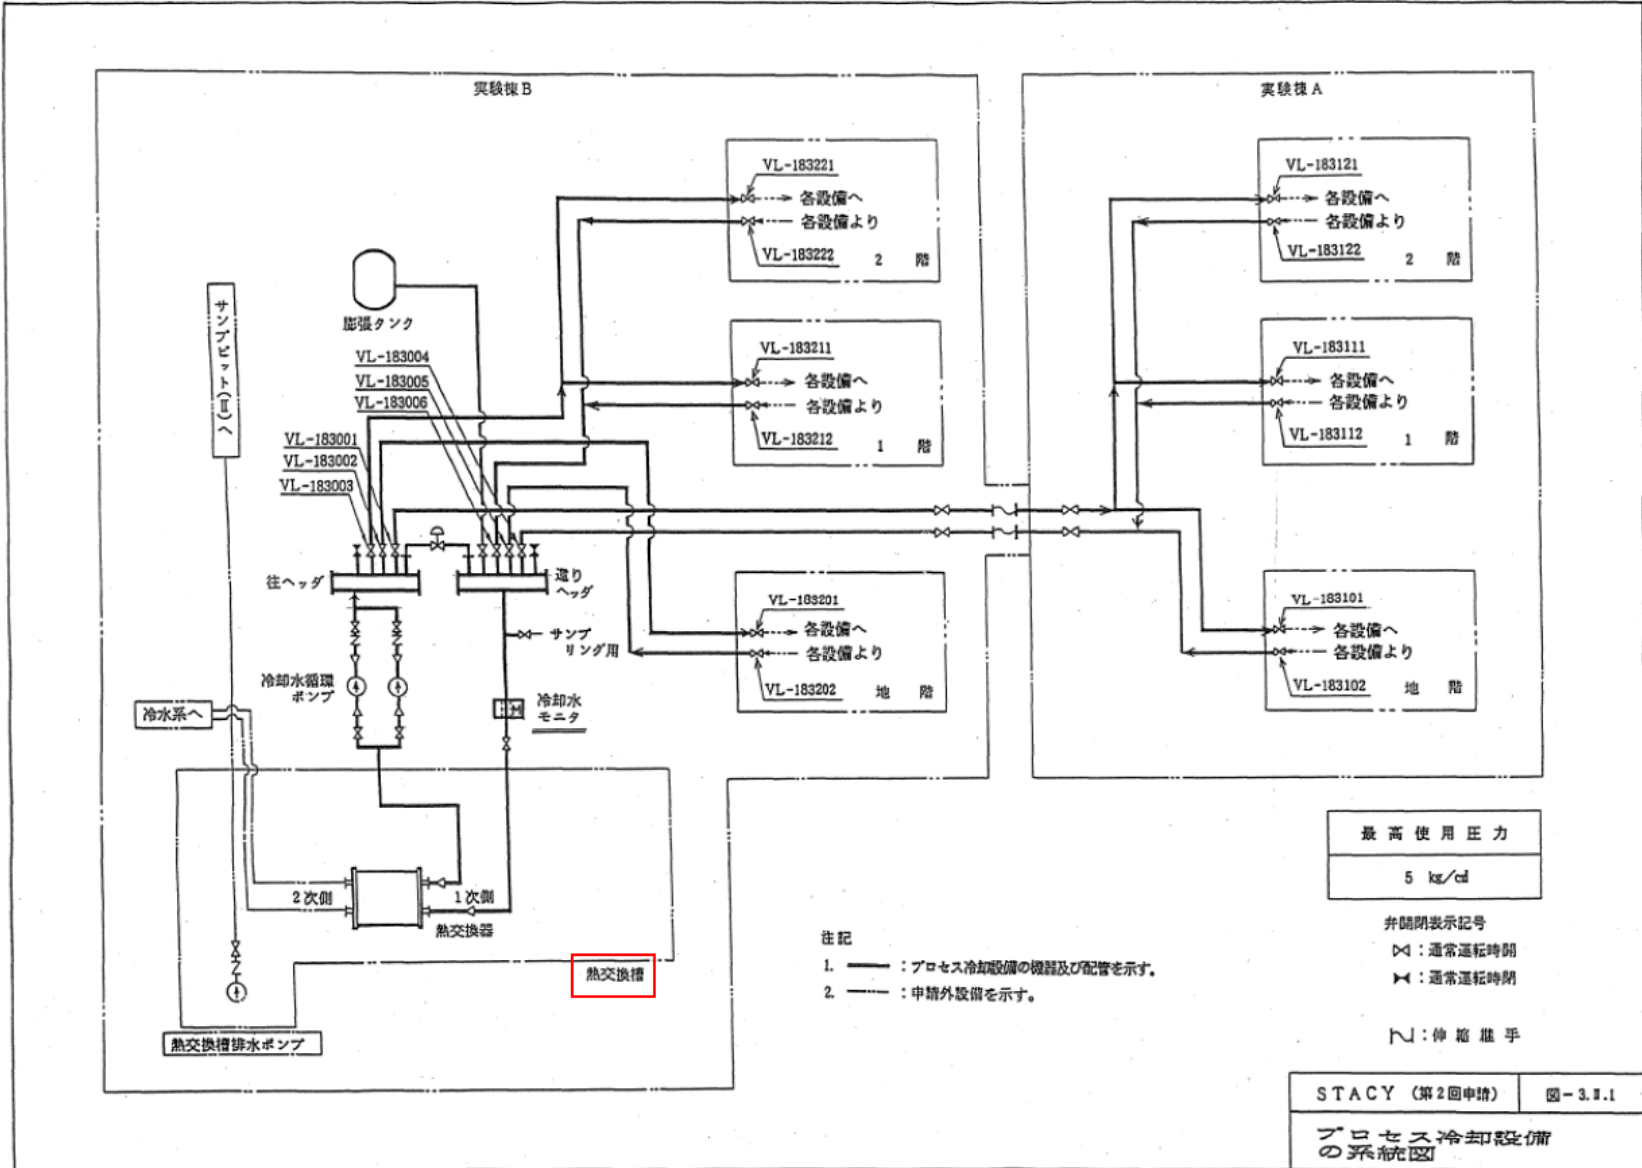 実験棟B
実験棟A
VL-183221
各設備へ
各設備より
VL-183222
2 階
VL-183121
各設備へ
各設備より
VL-183122
2 階
サンプピット(Ⅱ)へ
膨張タンク
VL-183004
VL-183005
VL-183006
VL-183001
VL-183002
VL-183003
VL-183211
各設備へ
各設備より
VL-183212
1 階
VL-183111
各設備へ
各設備より
VL-183112
1 階
往ヘッダ
還り
ヘッダ
サンプ
リング用
VL-183201
各設備へ
各設備より
VL-183202
地 階
VL-183101
各設備へ
各設備より
VL-183102
地 階
冷却水循環
ポンプ
冷却水
モニタ
M
冷水系へ
2次側
1次側
熱交換器
熱交換槽
熱交換槽排水ポンプ
最高使用圧力
5 kg/cm²
弁開閉表示記号
:通常運転時開
:通常運転時閉
:伸縮継手
注記
1. :プロセス冷却設備の機器及び配管を示す。
2. :申請外設備を示す。
STACY (第2回申請)
図-3.Ⅱ.1
プロセス冷却設備
の系統図